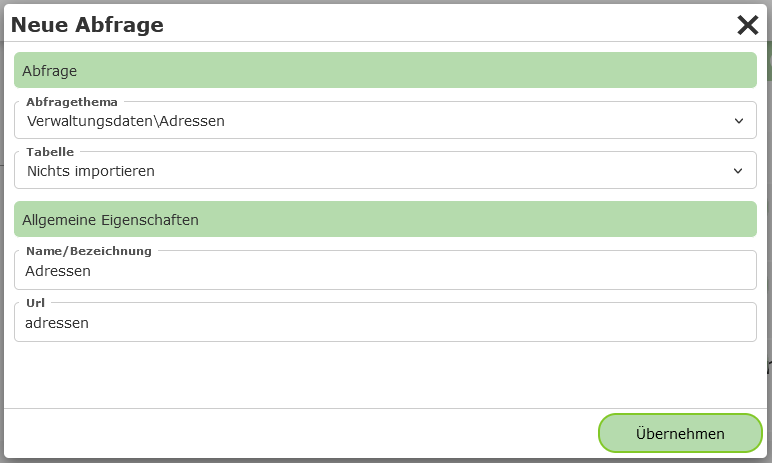 Neue Abfrage
Abfrage
Abfragethema
Verwaltungsdaten\Adressen
Tabelle
Nichts importieren
Allgemeine Eigenschaften
Name/Bezeichnung
Adressen
Url
adressen
Übernehmen